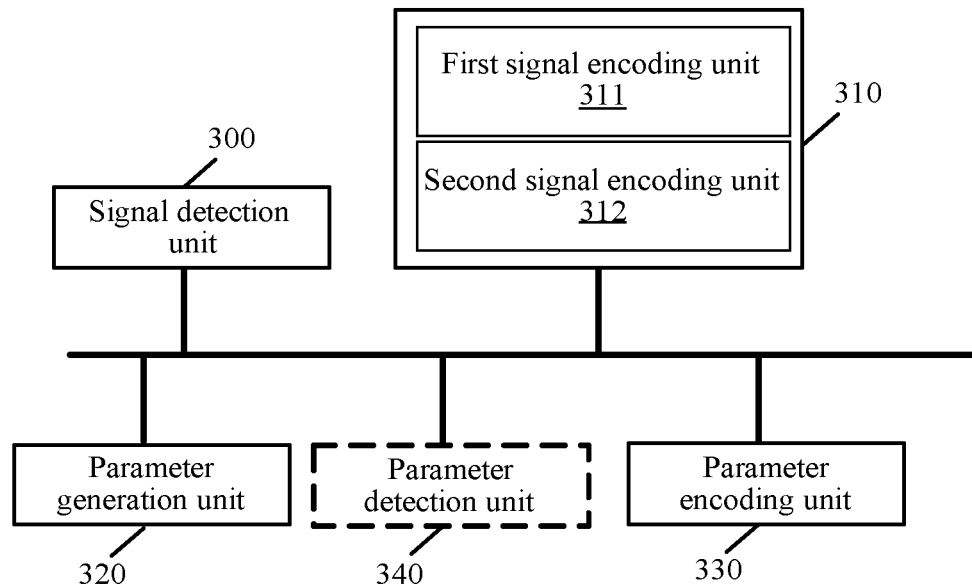 First signal encoding unit
311
310
300
Second signal encoding unit
312
Signal detection
unit
Parameter
generation unit
Parameter
detection unit
Parameter
encoding unit
320
340
330